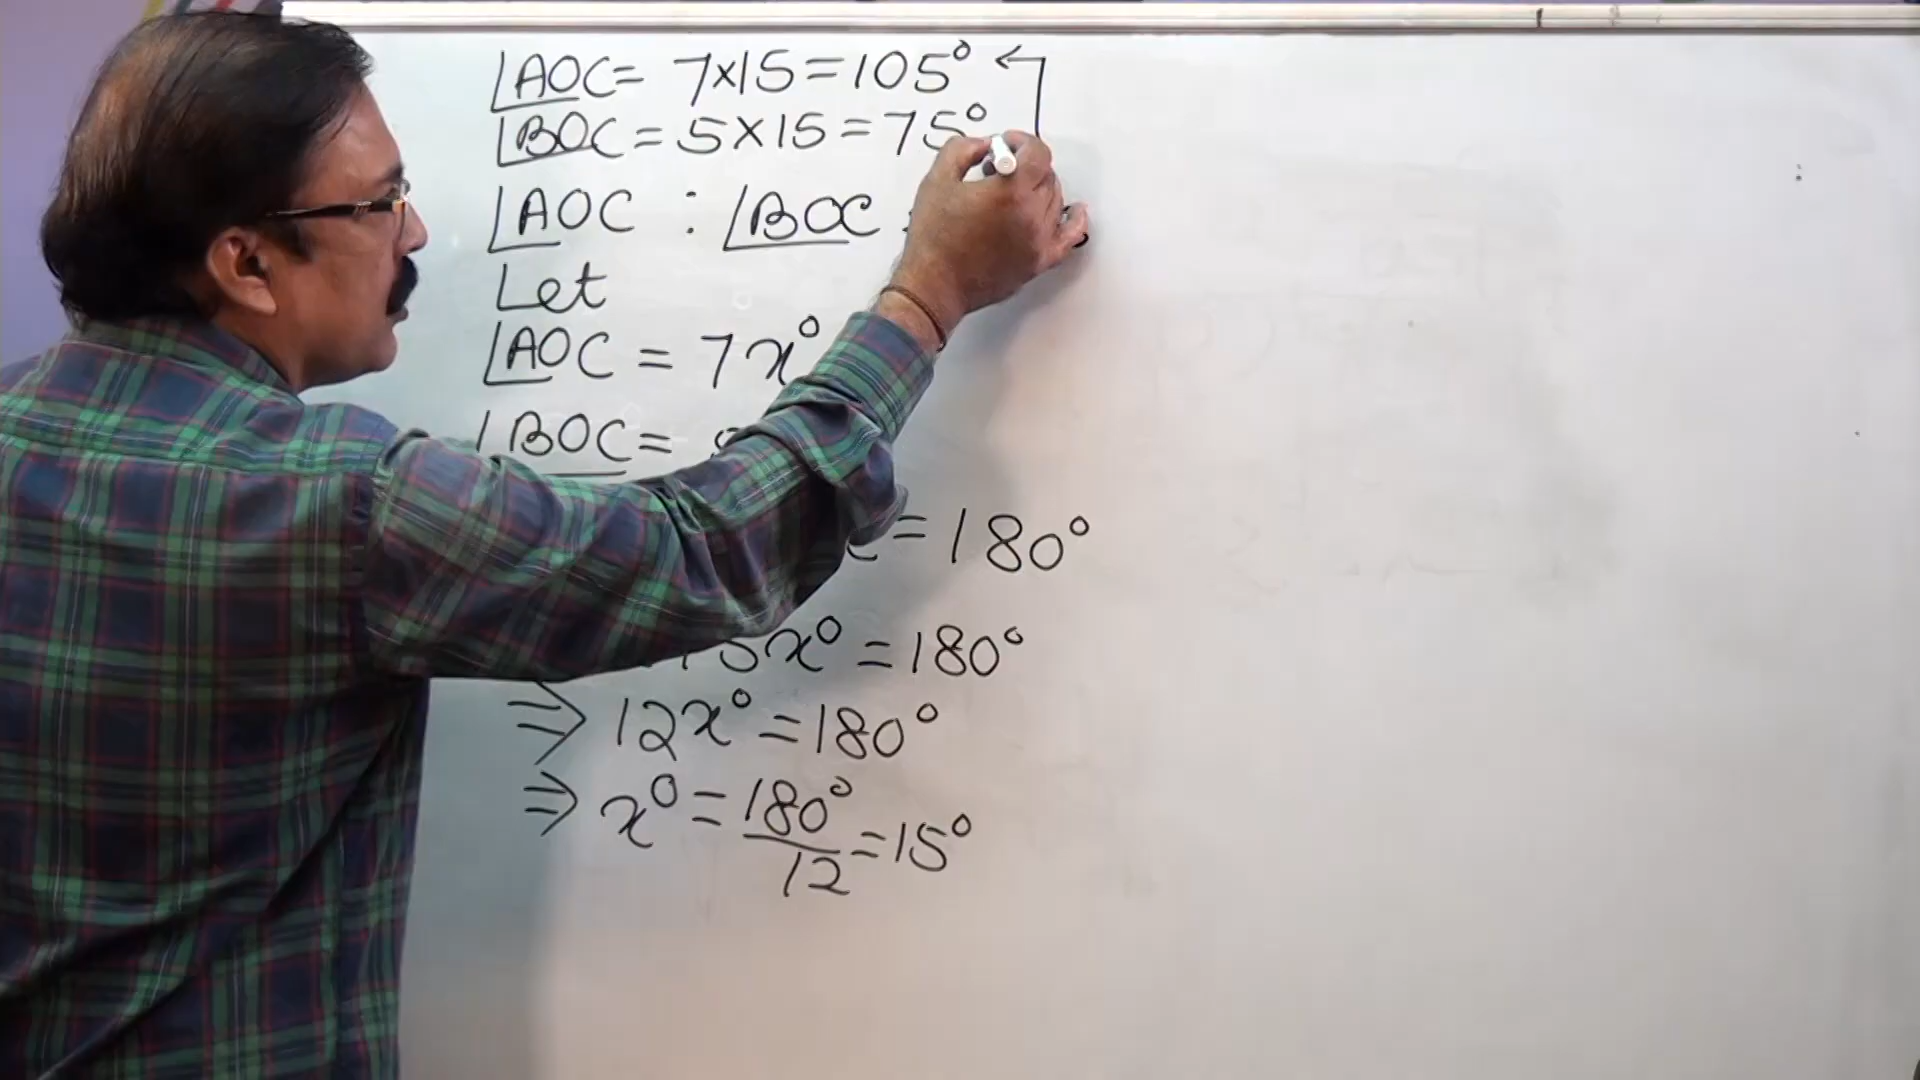 ∠AOC = 7×15 = 105°
∠BOC = 5×15 = 75°
∠AOC : ∠BOC :
Let
∠AOC = 7x°
∠BOC =
= 180°
5x° = 180°
⇒ 12x° = 180°
⇒ x° = 180°/12 = 15°